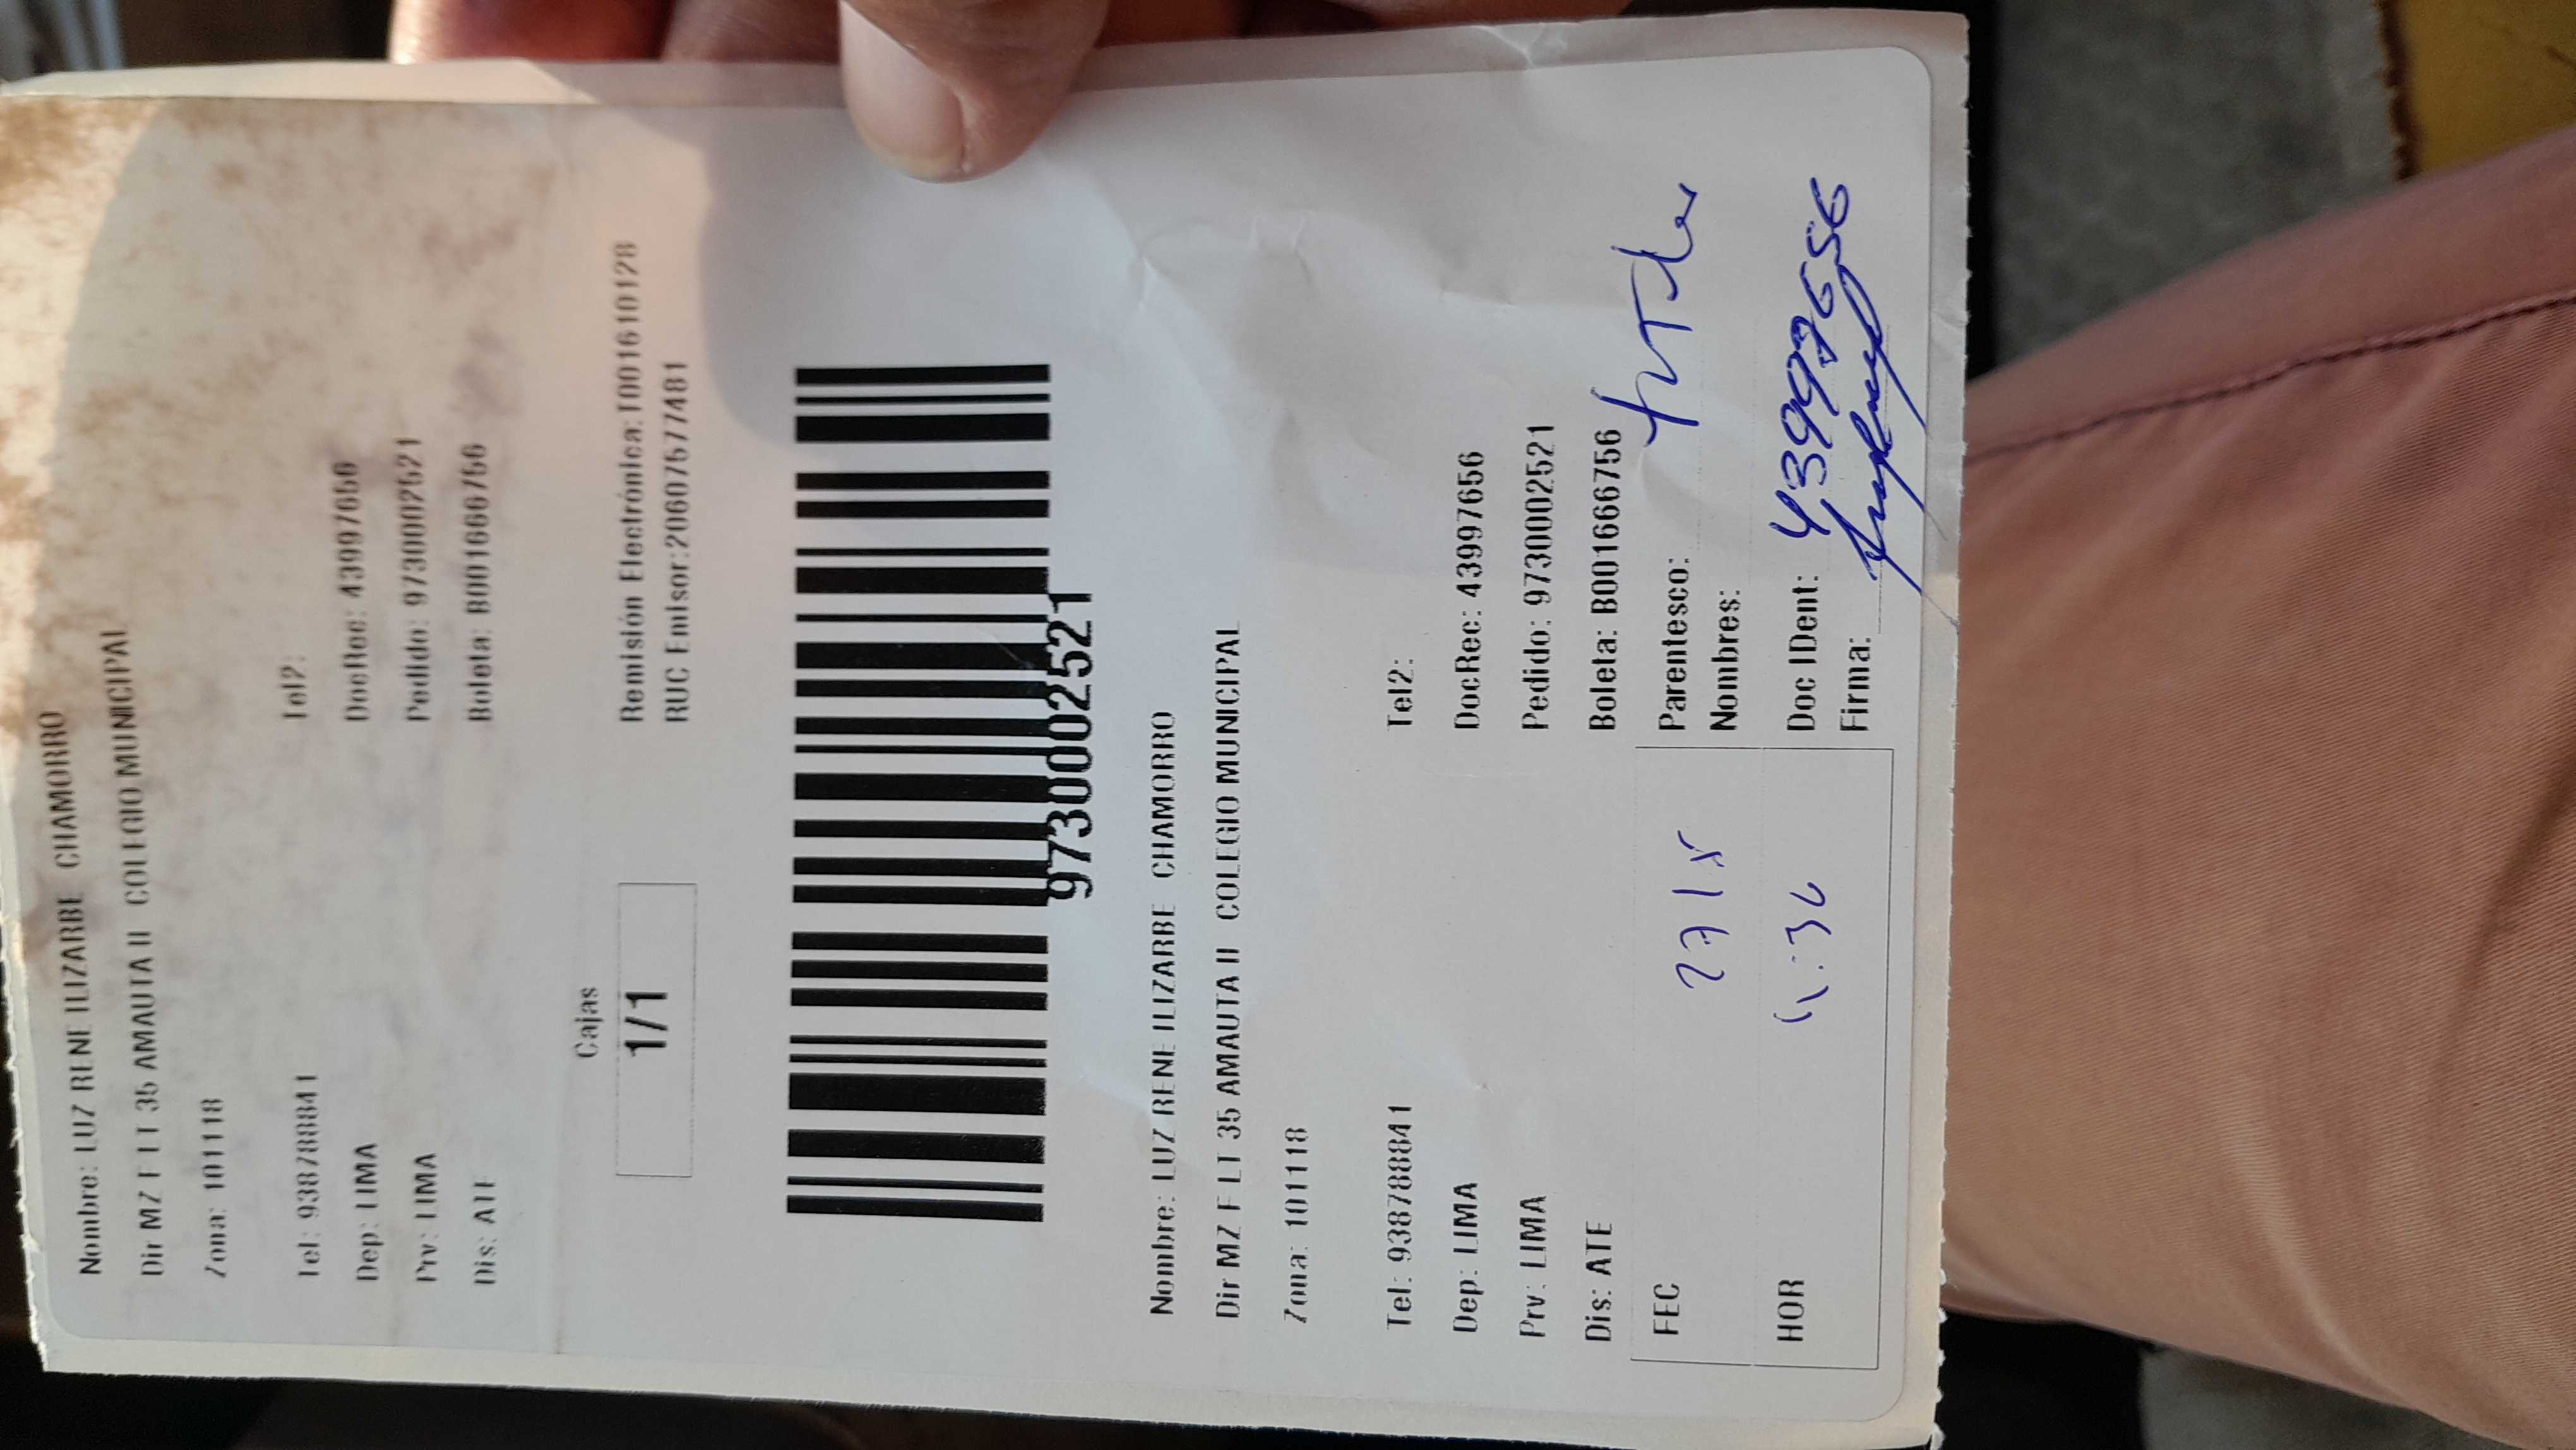 Nombre: LUZ RENE ILIZARBE CHAMORRO
Dir MZ F LT 35 AMAUTA II COLEGIO MUNICIPAL
Zona: 101118
Tel: 938788841 Tel2:
Dep: LIMA DocRec: 43997656
Prv: LIMA Pedido: 9730002521
Dis: ATE Boleta: B001666756
Cajas
1/1
Remisión Electrónica: T001610128
RUC Emisor:20607577481
9730002521
Nombre: LUZ RENE ILIZARBE CHAMORRO
Dir MZ F LT 35 AMAUTA II COLEGIO MUNICIPAL
Zona: 101118
Tel: 938788841 Tel2:
Dep: LIMA DocRec: 43997656
Prv: LIMA Pedido: 9730002521
Dis: ATE Boleta: B001666756
FEC Parentesco:
Nombres:
HOR Doc IDent: 43997656
Firma: